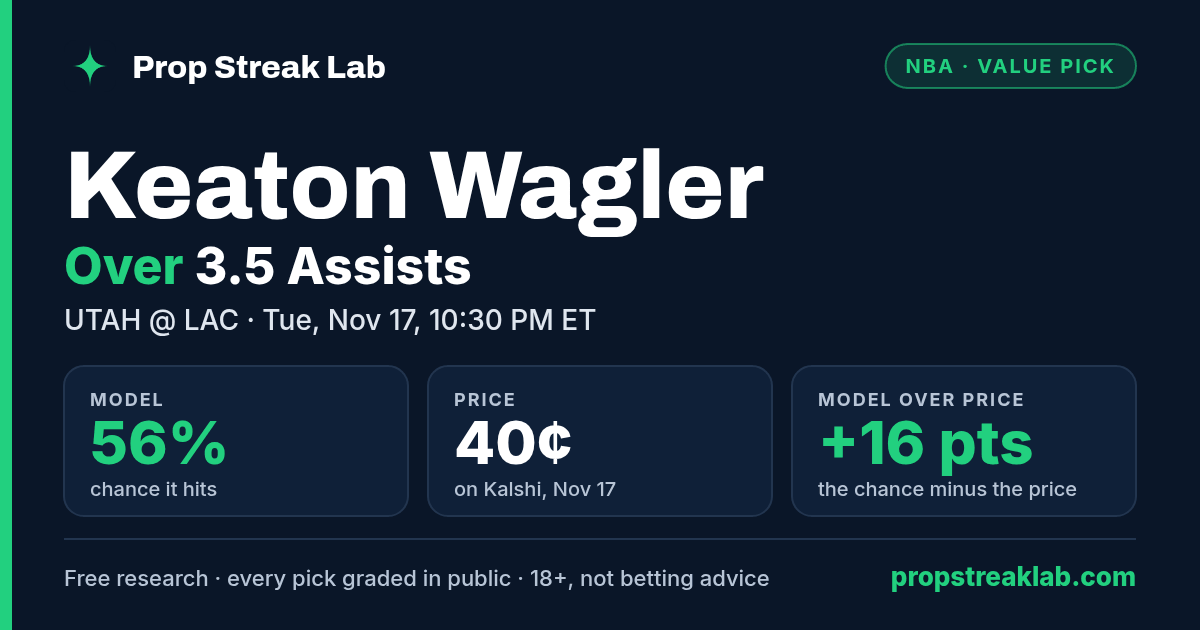 Prop Streak Lab
NBA · VALUE PICK
Keaton Wagler
Over 3.5 Assists
UTAH @ LAC · Tue, Nov 17, 10:30 PM ET
MODEL
56%
chance it hits
PRICE
40¢
on Kalshi, Nov 17
MODEL OVER PRICE
+16 pts
the chance minus the price
Free research · every pick graded in public · 18+, not betting advice
propstreaklab.com